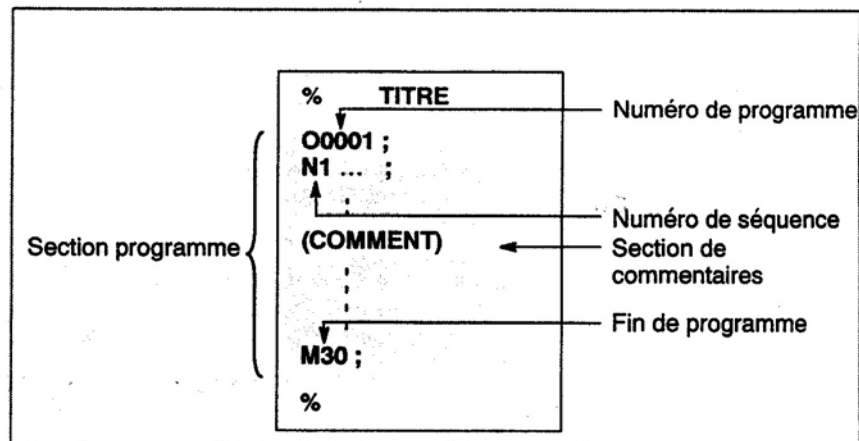 % TITRE
Numéro de programme
O0001 ;
N1 ... ;
Numéro de séquence
(COMMENT)
Section de
commentaires
Section programme
Fin de programme
M30 ;
%